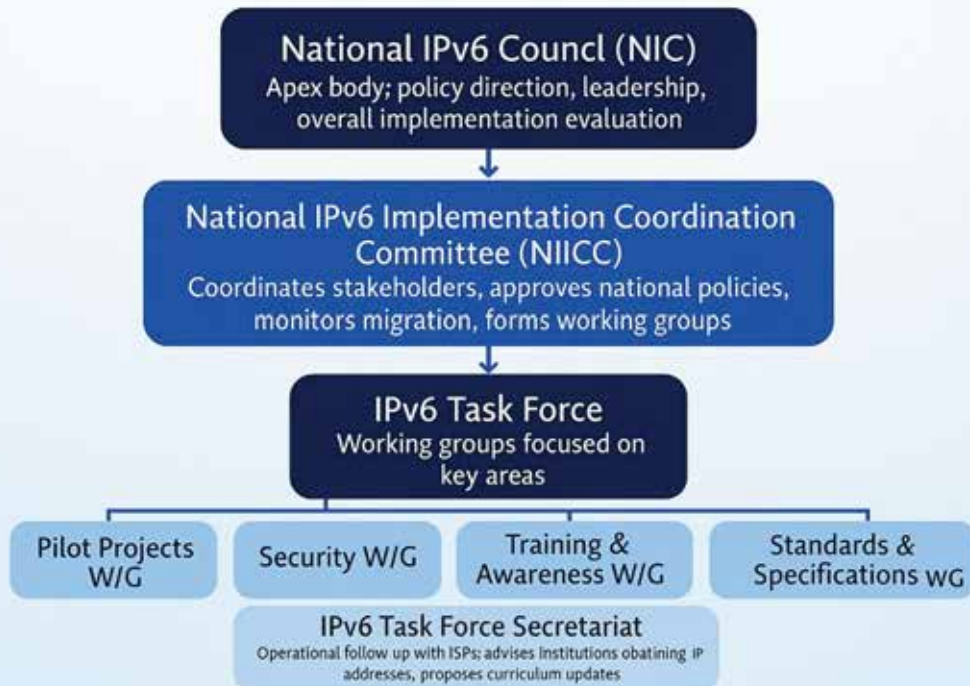 National IPv6 Councl (NIC)
Apex body; policy direction, leadership,
overall implementation evaluation
National IPv6 Implementation Coordination
Committee (NIICC)
Coordinates stakeholders, approves national policies,
monitors migration, forms working groups
IPv6 Task Force
Working groups focused on
key areas
Pilot Projects
W/G
Security W/G
Training &
Awareness W/G
Standards &
Specifications WG
IPv6 Task Force Secretariat
Operational follow up with ISPs; advises institutions obatining IP
addresses, proposes curriculum updates